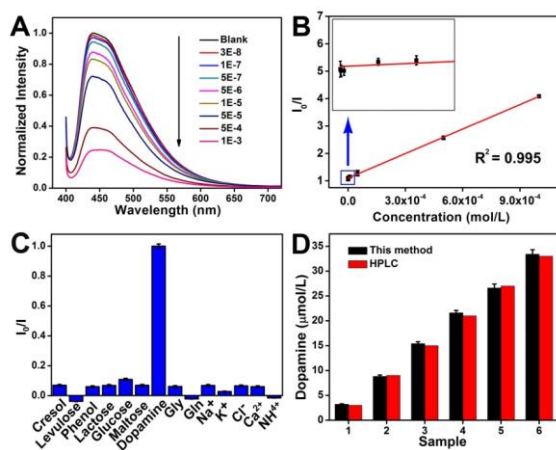 A
Normalized Intensity
1.0
0.8
0.6
0.4
0.2
0.0
Blank
3E-8
1E-7
5E-7
5E-6
1E-5
5E-5
5E-4
1E-3
400 450 500 550 600 650 700
Wavelength (nm)
B
I0/I
6
5
4
3
2
1
R² = 0.995
0.0 3.0x10⁻⁴ 6.0x10⁻⁴ 9.0x10⁻⁴
Concentration (mol/L)
C
I0/I
1.0
0.8
0.6
0.4
0.2
0.0
Cresol
Levulose
Phenol
Lactose
Glucose
Maltose
Dopamine
Gly
Gln
Na+
K+
Cl-
Ca2+
NH4+
D
Dopamine (μmol/L)
35
30
25
20
15
10
5
0
This method
HPLC
1 2 3 4 5 6
Sample